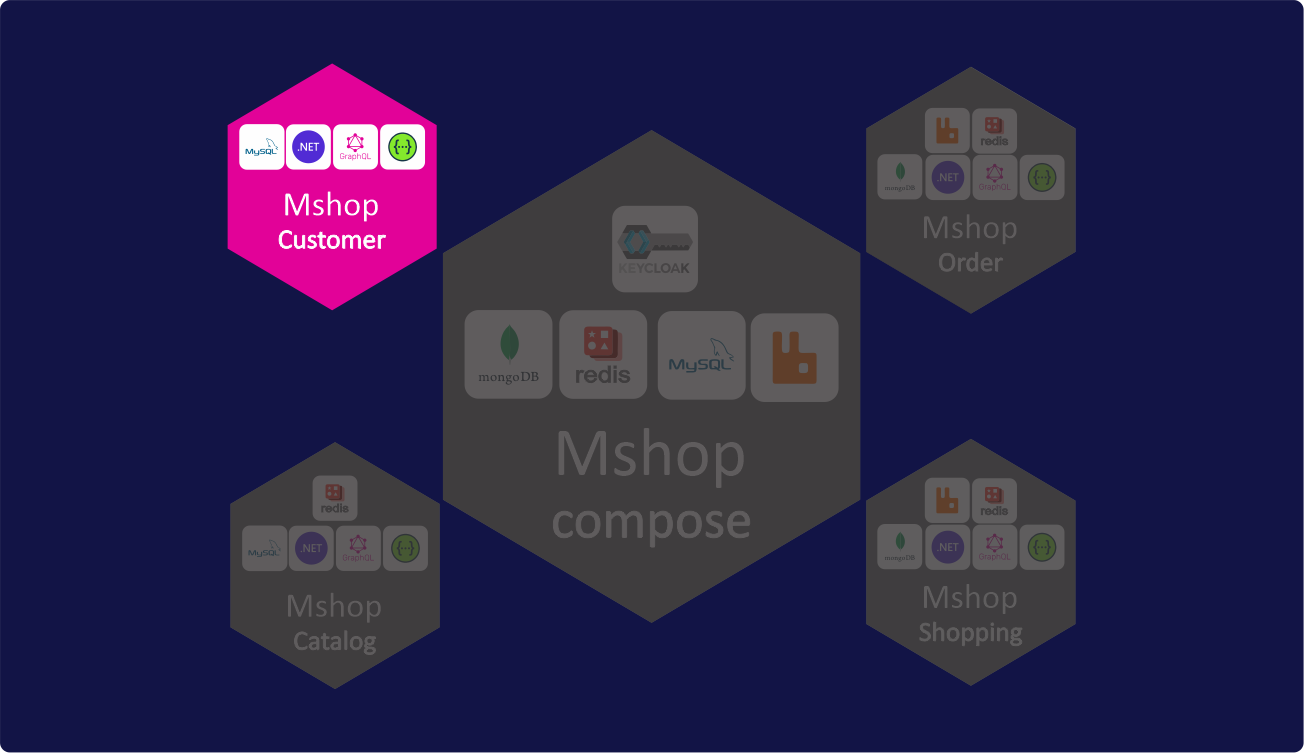 MySQL .NET GraphQL {···}
Mshop
Customer
redis
mongoDB .NET GraphQL {···}
Mshop
Order
KEYCLOAK
mongoDB redis MySQL
Mshop
compose
redis
MySQL .NET GraphQL {···}
Mshop
Catalog
redis
mongoDB .NET GraphQL {···}
Mshop
Shopping